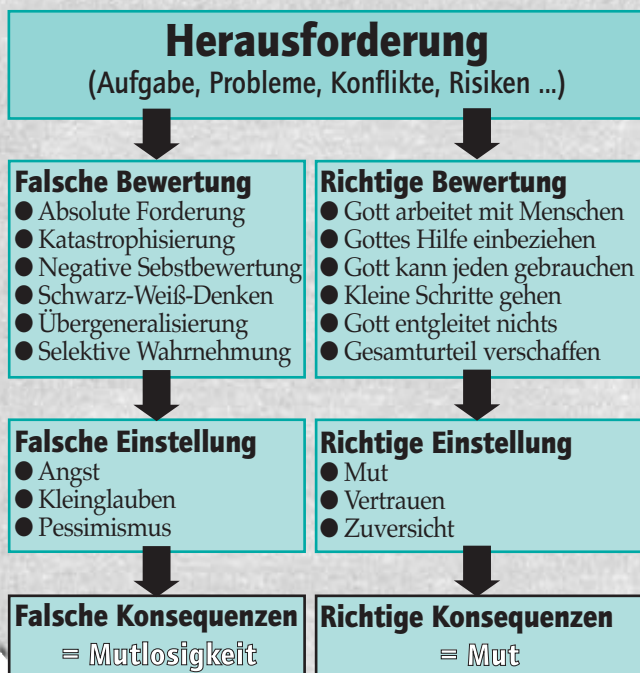 Herausforderung
(Aufgabe, Probleme, Konflikte, Risiken ...)
Falsche Bewertung
● Absolute Forderung
● Katastrophisierung
● Negative Sebstbewertung
● Schwarz-Weiß-Denken
● Übergeneralisierung
● Selektive Wahrnehmung
Richtige Bewertung
● Gott arbeitet mit Menschen
● Gottes Hilfe einbeziehen
● Gott kann jeden gebrauchen
● Kleine Schritte gehen
● Gott entgleitet nichts
● Gesamturteil verschaffen
Falsche Einstellung
● Angst
● Kleinglauben
● Pessimismus
Richtige Einstellung
● Mut
● Vertrauen
● Zuversicht
Falsche Konsequenzen
= Mutlosigkeit
Richtige Konsequenzen
= Mut